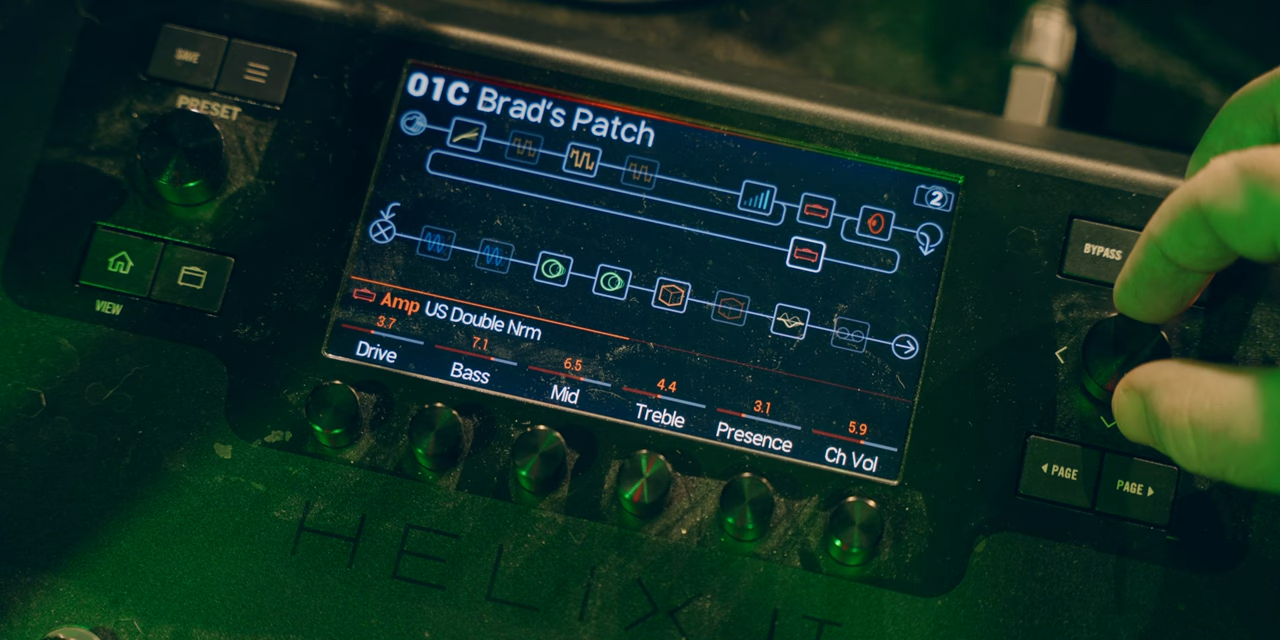 SAVE
PRESET
VIEW
01C Brad's Patch
2
Amp US Double Nrm
3.7 7.1 6.5 4.4 3.1 5.9
Drive Bass Mid Treble Presence Ch Vol
BYPASS
PAGE PAGE
HELIX LT